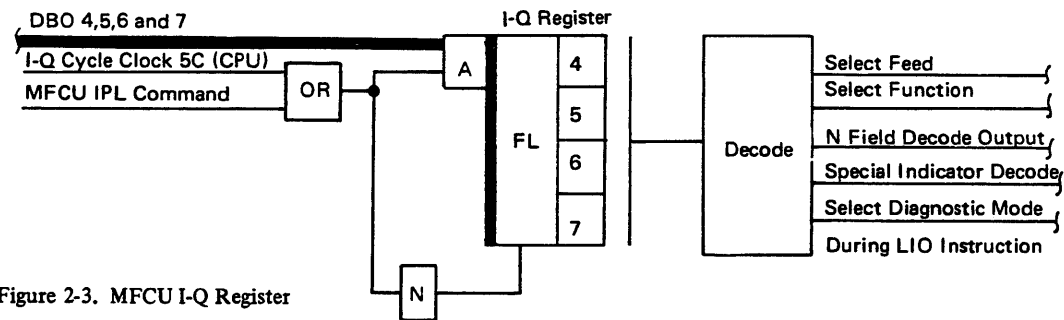 DBO 4,5,6 and 7
I-Q Register
I-Q Cycle Clock 5C (CPU)
MFCU IPL Command
OR
A
FL
4
5
6
7
N
Decode
Select Feed
Select Function
N Field Decode Output
Special Indicator Decode
Select Diagnostic Mode
During LIO Instruction
Figure 2-3. MFCU I-Q Register